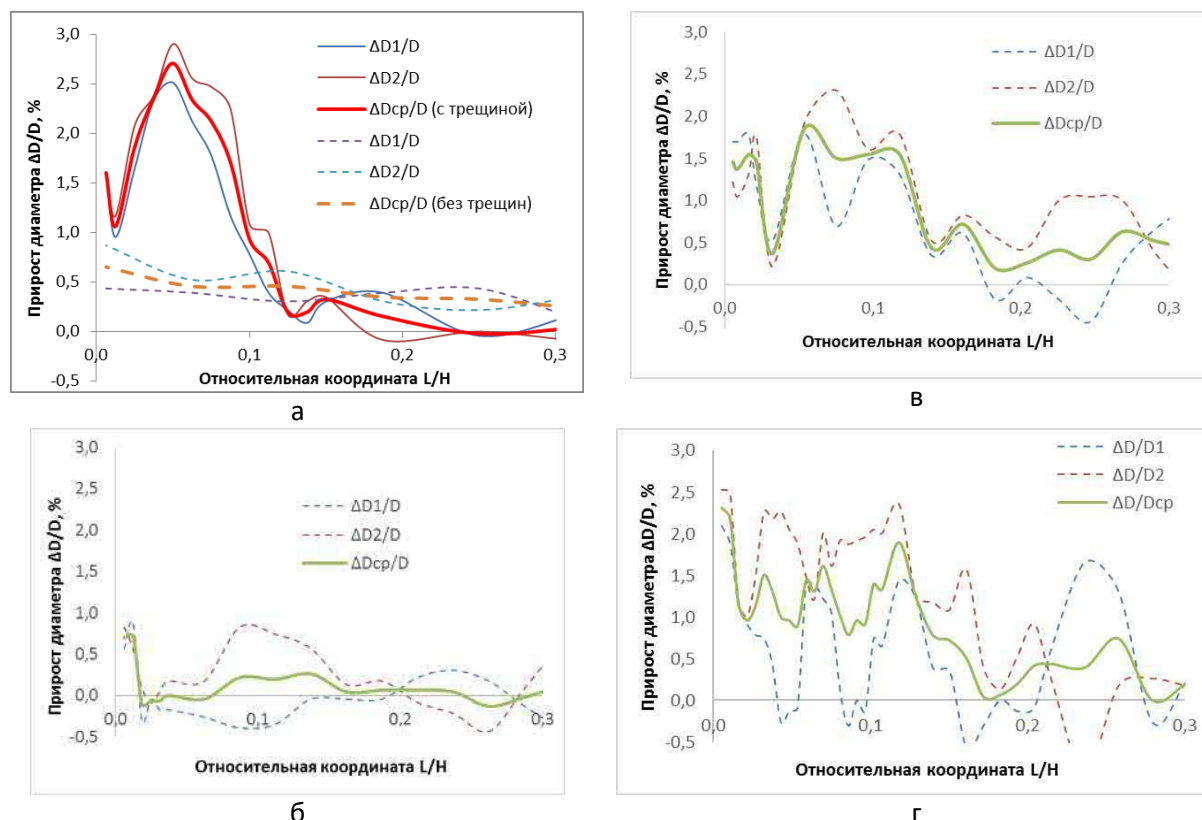 3,0
2,5
2,0
1,5
1,0
0,5
0,0
-0,5
Прирост диаметра ΔD/D, %
ΔD1/D
ΔD2/D
ΔDср/D (с трещиной)
ΔD1/D
ΔD2/D
ΔDср/D (без трещин)
0,0
0,1
0,2
0,3
Относительная координата L/H
а
3,0
2,5
2,0
1,5
1,0
0,5
0,0
-0,5
Прирост диаметра ΔD/D, %
ΔD1/D
ΔD2/D
ΔDср/D
0,0
0,1
0,2
0,3
Относительная координата L/H
в
3,0
2,5
2,0
1,5
1,0
0,5
0,0
-0,5
Прирост диаметра ΔD/D, %
ΔD1/D
ΔD2/D
ΔDср/D
0,0
0,1
0,2
0,3
Относительная координата L/H
б
3,0
2,5
2,0
1,5
1,0
0,5
0,0
-0,5
Прирост диаметра ΔD/D, %
ΔD/D1
ΔD/D2
ΔD/Dср
0,0
0,1
0,2
0,3
Относительная координата L/H
г